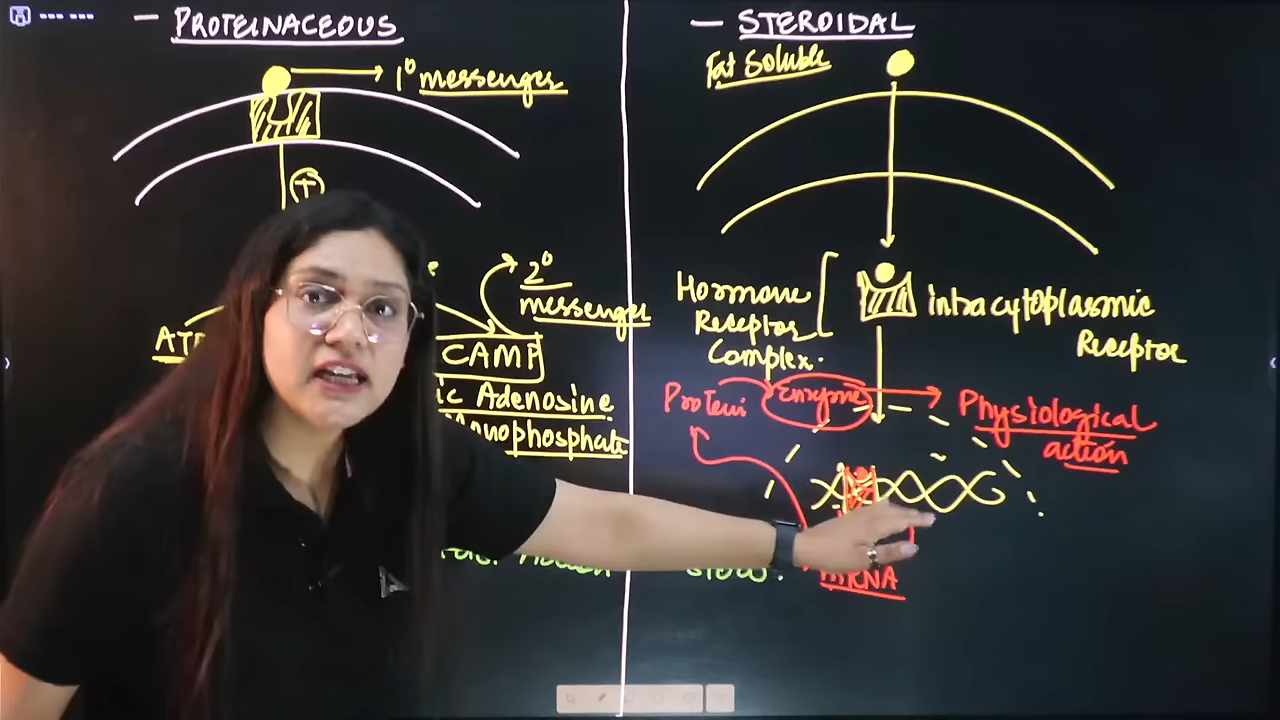 – PROTEINACEOUS
1° messenger
+
2°
messenger
CAMP
ic Adenosine
Monophosphate
– STEROIDAL
Fat Soluble
Hormone
Receptor
Complex.
intracytoplasmic
Receptor
Protein
Enzyme
Physiological
action
slow.
mRNA